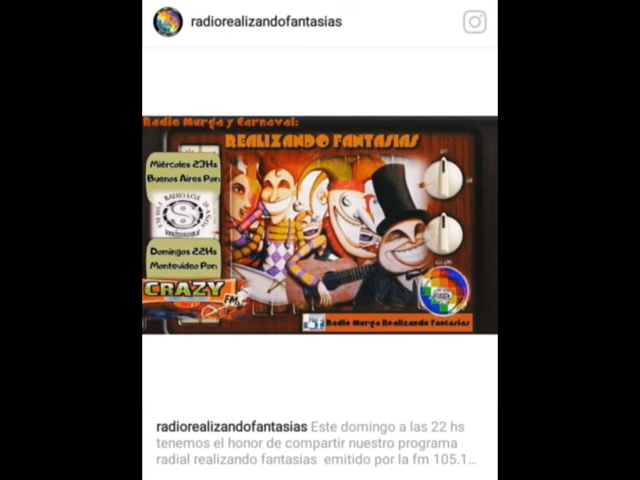 radiorealizandofantasias
Radio Murga y Carnaval:
REALIZANDO FANTASIAS
Miércoles 23Hs
Buenos Aires Por:
Domingos 22Hs
Montevideo Por:
CRAZY
FM
Radio Murga Realizando Fantasias
radiorealizandofantasias Este domingo a las 22 hs
tenemos el honor de compartir nuestro programa
radial realizando fantasias emitido por la fm 105.1...